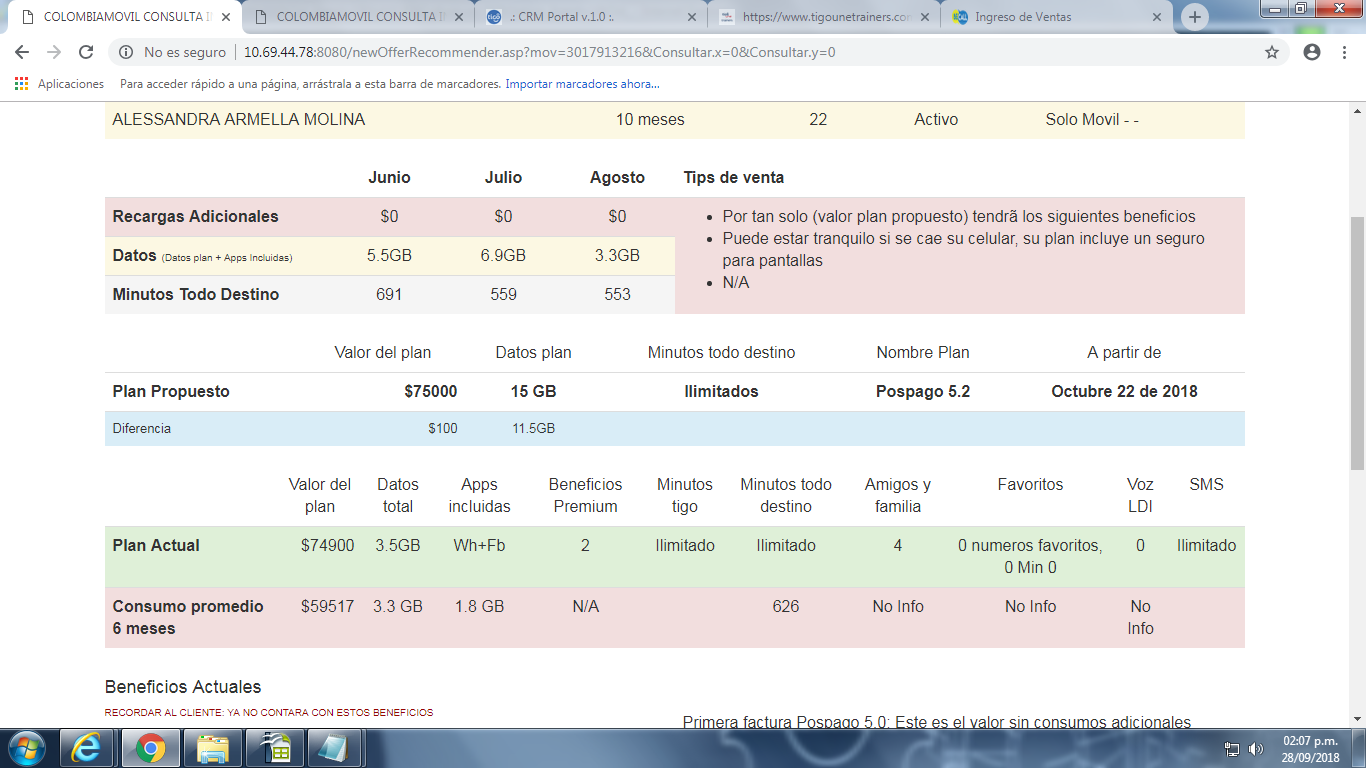 COLOMBIAMOVIL CONSULTA I
COLOMBIAMOVIL CONSULTA I
.: CRM Portal v.1.0 :.
https://www.tigounetrainers.co
Ingreso de Ventas
No es seguro | 10.69.44.78:8080/newOfferRecommender.asp?mov=3017913216&Consultar.x=0&Consultar.y=0
Aplicaciones Para acceder rápido a una página, arrástrala a esta barra de marcadores. Importar marcadores ahora...
ALESSANDRA ARMELLA MOLINA 10 meses 22 Activo Solo Movil - -
Junio Julio Agosto Tips de venta
Recargas Adicionales $0 $0 $0
Datos (Datos plan + Apps Incluidas) 5.5GB 6.9GB 3.3GB
Minutos Todo Destino 691 559 553
• Por tan solo (valor plan propuesto) tendrã los siguientes beneficios
• Puede estar tranquilo si se cae su celular, su plan incluye un seguro
para pantallas
• N/A
Valor del plan Datos plan Minutos todo destino Nombre Plan A partir de
Plan Propuesto $75000 15 GB Ilimitados Pospago 5.2 Octubre 22 de 2018
Diferencia $100 11.5GB
Valor del Datos Apps Beneficios Minutos Minutos todo Amigos y Favoritos Voz SMS
plan total incluidas Premium tigo destino familia LDI
Plan Actual $74900 3.5GB Wh+Fb 2 Ilimitado Ilimitado 4 0 numeros favoritos, 0 Ilimitado
0 Min 0
Consumo promedio $59517 3.3 GB 1.8 GB N/A 626 No Info No Info No
6 meses Info
Beneficios Actuales
RECORDAR AL CLIENTE: YA NO CONTARA CON ESTOS BENEFICIOS
Primera factura Pospago 5.0: Este es el valor sin consumos adicionales
02:07 p.m.
28/09/2018